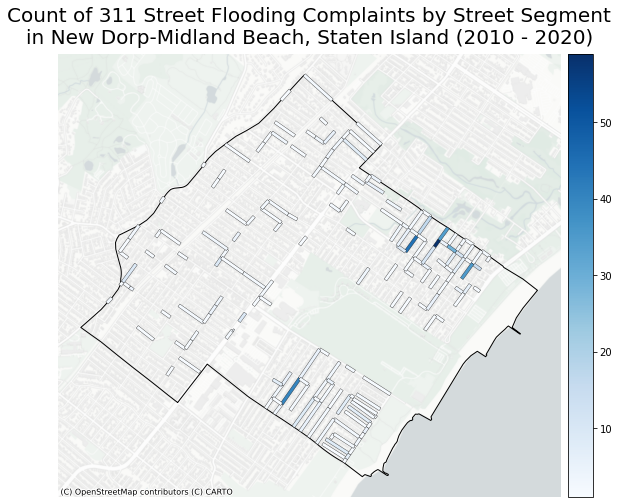 Count of 311 Street Flooding Complaints by Street Segment
in New Dorp-Midland Beach, Staten Island (2010 - 2020)
50
40
30
20
10
(C) OpenStreetMap contributors (C) CARTO